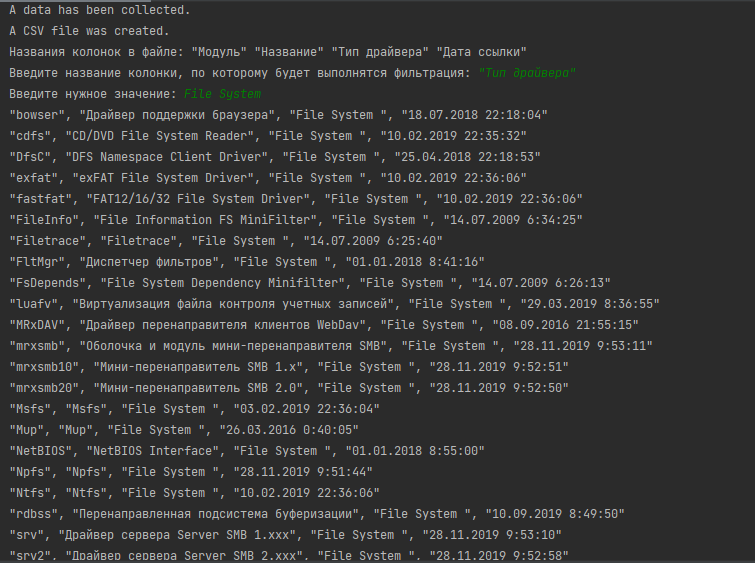 A data has been collected.
A CSV file was created.
Названия колонок в файле: "Модуль" "Название" "Тип драйвера" "Дата ссылки"
Введите название колонки, по которому будет выполнятся фильтрация: "Тип драйвера"
Введите нужное значение: File System
"bowser", "Драйвер поддержки браузера", "File System ", "18.07.2018 22:18:04"
"cdfs", "CD/DVD File System Reader", "File System ", "10.02.2019 22:35:32"
"DfsC", "DFS Namespace Client Driver", "File System ", "25.04.2018 22:18:53"
"exfat", "exFAT File System Driver", "File System ", "10.02.2019 22:36:06"
"fastfat", "FAT12/16/32 File System Driver", "File System ", "10.02.2019 22:36:06"
"FileInfo", "File Information FS MiniFilter", "File System ", "14.07.2009 6:34:25"
"Filetrace", "Filetrace", "File System ", "14.07.2009 6:25:40"
"FltMgr", "Диспетчер фильтров", "File System ", "01.01.2018 8:41:16"
"FsDepends", "File System Dependency Minifilter", "File System ", "14.07.2009 6:26:13"
"luafv", "Виртуализация файла контроля учетных записей", "File System ", "29.03.2019 8:36:55"
"MRxDAV", "Драйвер перенаправителя клиентов WebDav", "File System ", "08.09.2016 21:55:15"
"mrxsmb", "Оболочка и модуль мини-перенаправителя SMB", "File System ", "28.11.2019 9:53:11"
"mrxsmb10", "Мини-перенаправитель SMB 1.x", "File System ", "28.11.2019 9:52:51"
"mrxsmb20", "Мини-перенаправитель SMB 2.0", "File System ", "28.11.2019 9:52:50"
"Msfs", "Msfs", "File System ", "03.02.2019 22:36:04"
"Mup", "Mup", "File System ", "26.03.2016 0:40:05"
"NetBIOS", "NetBIOS Interface", "File System ", "01.01.2018 8:55:00"
"Npfs", "Npfs", "File System ", "28.11.2019 9:51:44"
"Ntfs", "Ntfs", "File System ", "10.02.2019 22:36:06"
"rdbss", "Перенаправленная подсистема буферизации", "File System ", "10.09.2019 8:49:50"
"srv", "Драйвер сервера Server SMB 1.xxx", "File System ", "28.11.2019 9:53:10"
"srv2", "Драйвер сервера Server SMB 2.xxx", "File System ", "28.11.2019 9:52:58"